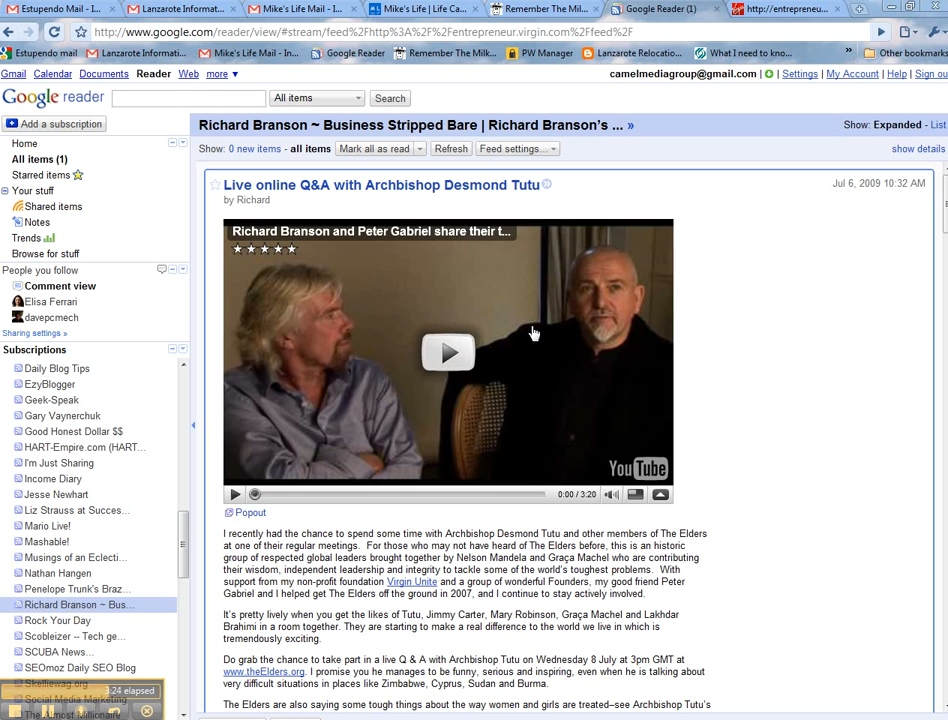 Estupendo Mail - I...
Lanzarote Informat...
Mike's Life Mail - I...
Mike's Life | Life Ca...
Remember The Mil...
Google Reader (1)
http://entrepreneu...
http://www.google.com/reader/view/#stream/feed%2Fhttp%3A%2F%2Fentrepreneur.virgin.com%2Ffeed%2F
Estupendo mail
Lanzarote Informat...
Mike's Life Mail - In...
Google Reader
Remember The Milk...
PW Manager
Lanzarote Relocatio...
What I need to kno...
»
Other bookmarks
Gmail Calendar Documents Reader Web more ▼
camelmediagroup@gmail.com | Settings | My Account | Help | Sign ou
Google reader
All items
Search
Add a subscription
Richard Branson ~ Business Stripped Bare | Richard Branson's ... »
Show: Expanded - List
Show: 0 new items - all items
Mark all as read
Refresh
Feed settings...
show details
Home
All items (1)
Starred items
Your stuff
Shared items
Notes
Trends
Browse for stuff
People you follow
Comment view
Elisa Ferrari
davepcmech
Sharing settings »
Subscriptions
Daily Blog Tips
EzyBlogger
Geek-Speak
Gary Vaynerchuk
Good Honest Dollar $$
HART-Empire.com (HART...
I'm Just Sharing
Income Diary
Jesse Newhart
Liz Strauss at Succes...
Mario Live!
Mashable!
Musings of an Eclecti...
Nathan Hangen
Penelope Trunk's Braz...
Richard Branson ~ Bus...
Rock Your Day
Scobleizer -- Tech ge...
SCUBA News...
SEOmoz Daily SEO Blog
Skelliewag.org
Social Media Marketing
The Almost Millionaire
3:24 elapsed
Live online Q&A with Archbishop Desmond Tutu
Jul 6, 2009 10:32 AM
by Richard
Richard Branson and Peter Gabriel share their t...
YouTube
0:00 / 3:20
Popout
I recently had the chance to spend some time with Archbishop Desmond Tutu and other members of The Elders
at one of their regular meetings. For those who may not have heard of The Elders before, this is an historic
group of respected global leaders brought together by Nelson Mandela and Graça Machel who are contributing
their wisdom, independent leadership and integrity to tackle some of the world's toughest problems. With
support from my non-profit foundation Virgin Unite and a group of wonderful Founders, my good friend Peter
Gabriel and I helped get The Elders off the ground in 2007, and I continue to stay actively involved.
It's pretty lively when you get the likes of Tutu, Jimmy Carter, Mary Robinson, Graça Machel and Lakhdar
Brahimi in a room together. They are starting to make a real difference to the world we live in which is
tremendously exciting.
Do grab the chance to take part in a live Q & A with Archbishop Tutu on Wednesday 8 July at 3pm GMT at
www.theElders.org. I promise you he manages to be funny, serious and inspiring, even when he is talking about
very difficult situations in places like Zimbabwe, Cyprus, Sudan and Burma.
The Elders are also saying some tough things about the way women and girls are treated–see Archbishop Tutu's